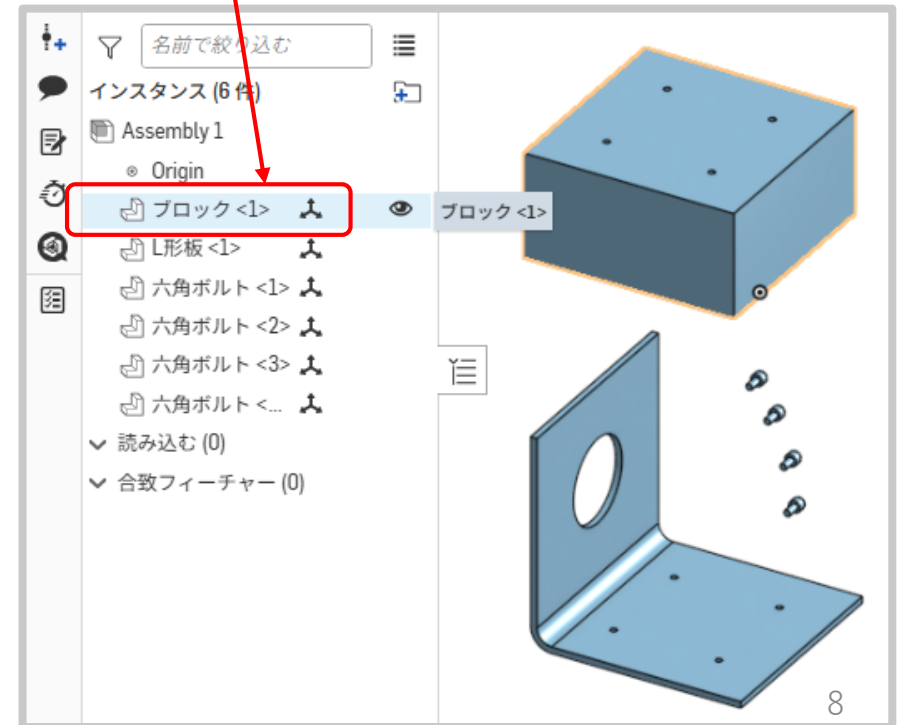 名前で絞り込む
インスタンス (6 件)
Assembly 1
Origin
ブロック <1>
ブロック <1>
L形板 <1>
六角ボルト <1>
六角ボルト <2>
六角ボルト <3>
六角ボルト <...
読み込む (0)
合致フィーチャー (0)
8